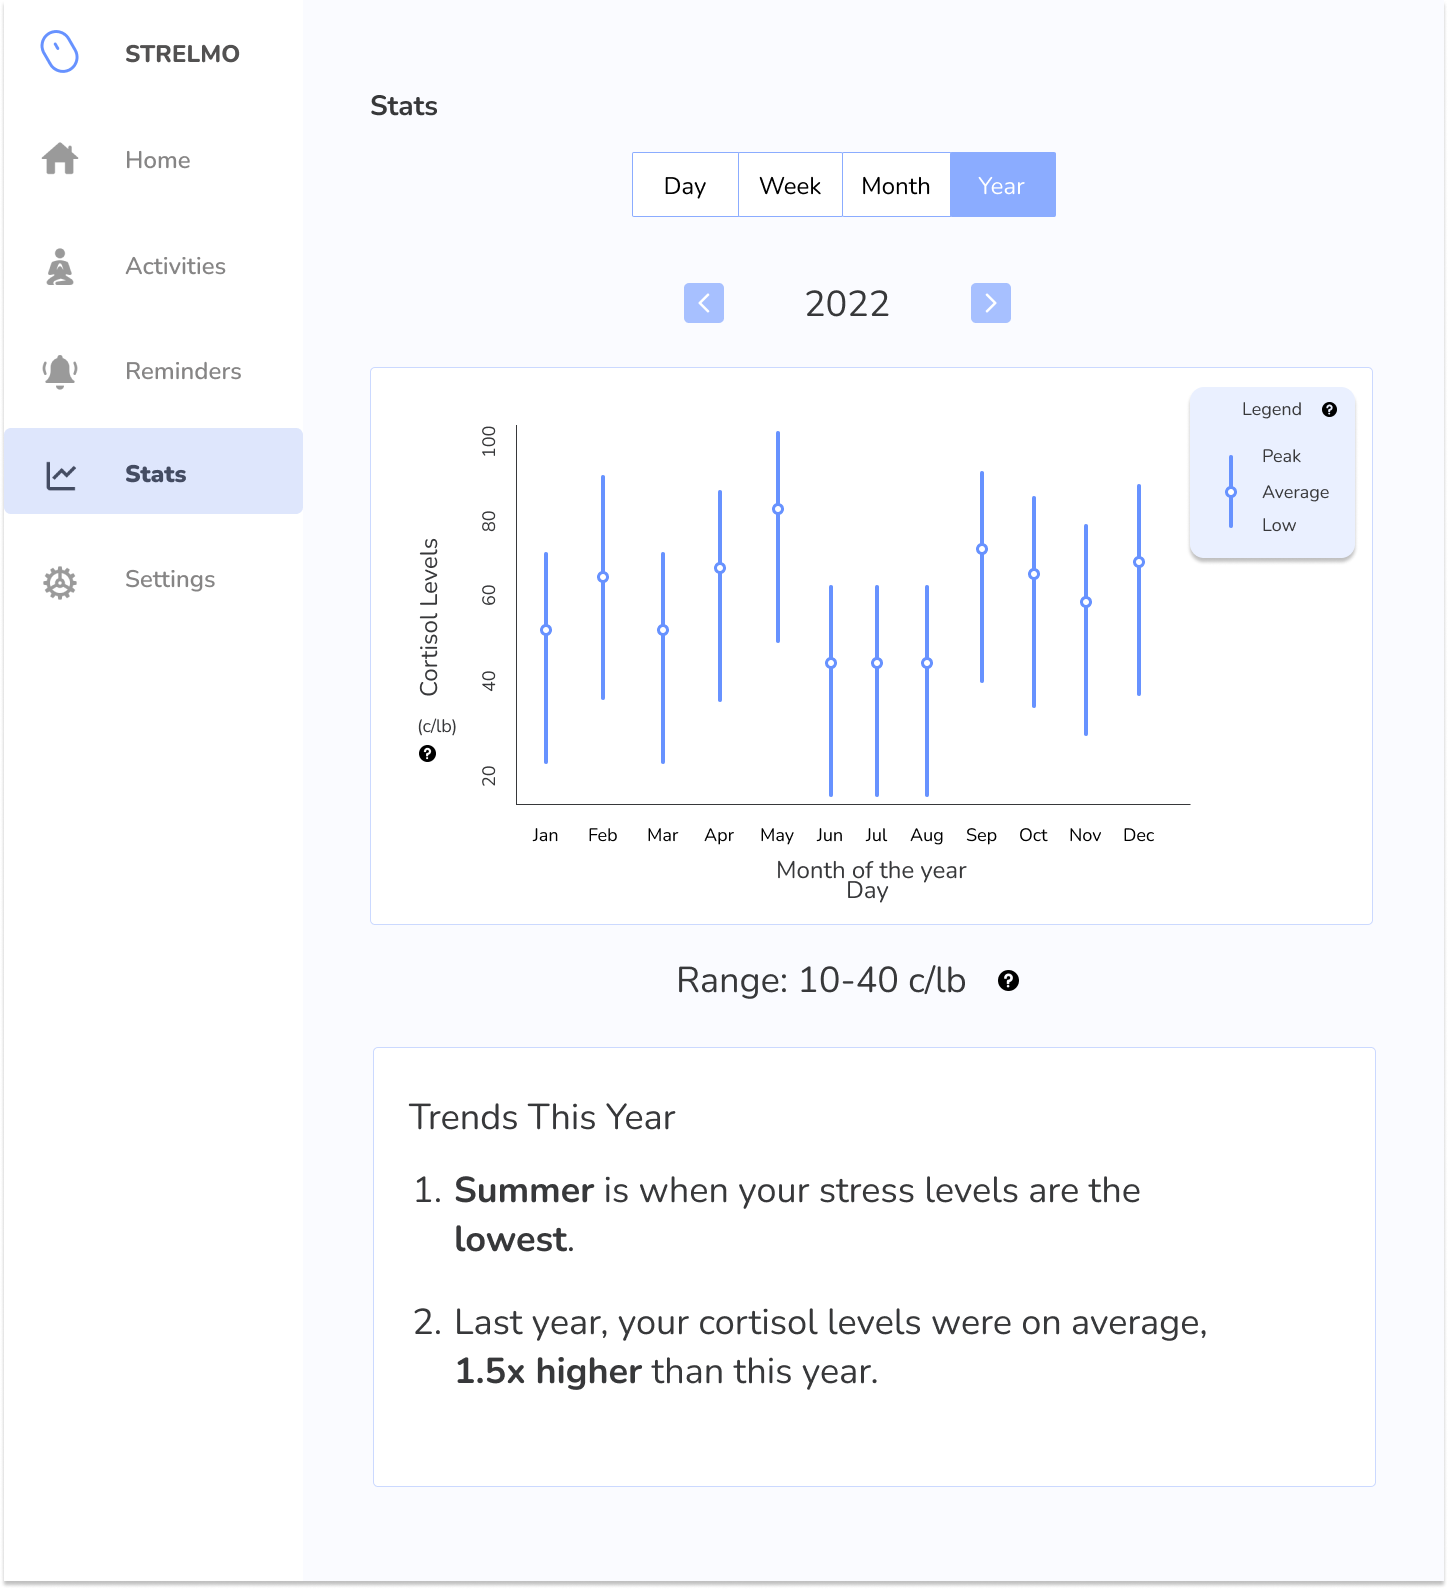 STRELMO
Home
Activities
Reminders
Stats
Settings
Stats
Day Week Month Year
2022
Legend ?
Peak
Average
Low
100
80
60
40
20
Cortisol Levels
(c/lb)
?
Jan Feb Mar Apr May Jun Jul Aug Sep Oct Nov Dec
Month of the year
Day
Range: 10-40 c/lb ?
Trends This Year
1. Summer is when your stress levels are the
lowest.
2. Last year, your cortisol levels were on average,
1.5x higher than this year.